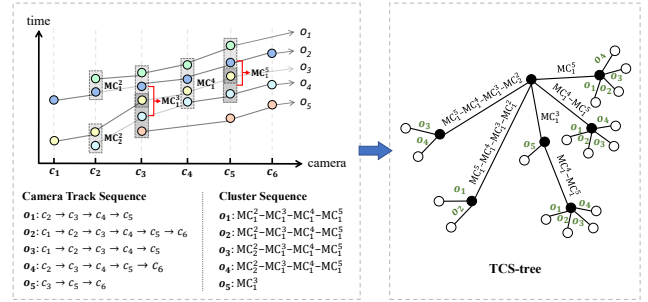 time
o₁
o₂
o₃
o₄
o₅
MC₁²
MC₂²
MC₁³
MC₁⁴
MC₁⁵
c₁ c₂ c₃ c₄ c₅ c₆ camera
Camera Track Sequence
o₁: c₂ → c₃ → c₄ → c₅
o₂: c₁ → c₂ → c₃ → c₄ → c₅ → c₆
o₃: c₁ → c₂ → c₃ → c₄ → c₅
o₄: c₂ → c₃ → c₄ → c₅ → c₆
o₅: c₃ → c₅ → c₆
Cluster Sequence
o₁: MC₁²–MC₁³–MC₁⁴–MC₁⁵
o₂: MC₁²–MC₁³–MC₁⁴–MC₁⁵
o₃: MC₂²–MC₁³–MC₁⁴–MC₁⁵
o₄: MC₂²–MC₁³–MC₁⁴–MC₁⁵
o₅: MC₁³
MC₁⁵–MC₁⁴–MC₁³–MC₂²
o₃
o₄
MC₁⁵–MC₁⁴–MC₁³–MC₁²
o₁
o₂
MC₁³
o₅
MC₁⁴–MC₁⁵
o₁
o₂
o₃
o₄
MC₁⁴–MC₁⁵
o₁
o₂
o₃
o₄
MC₁⁵
o₁
o₂
o₃
o₄
TCS-tree